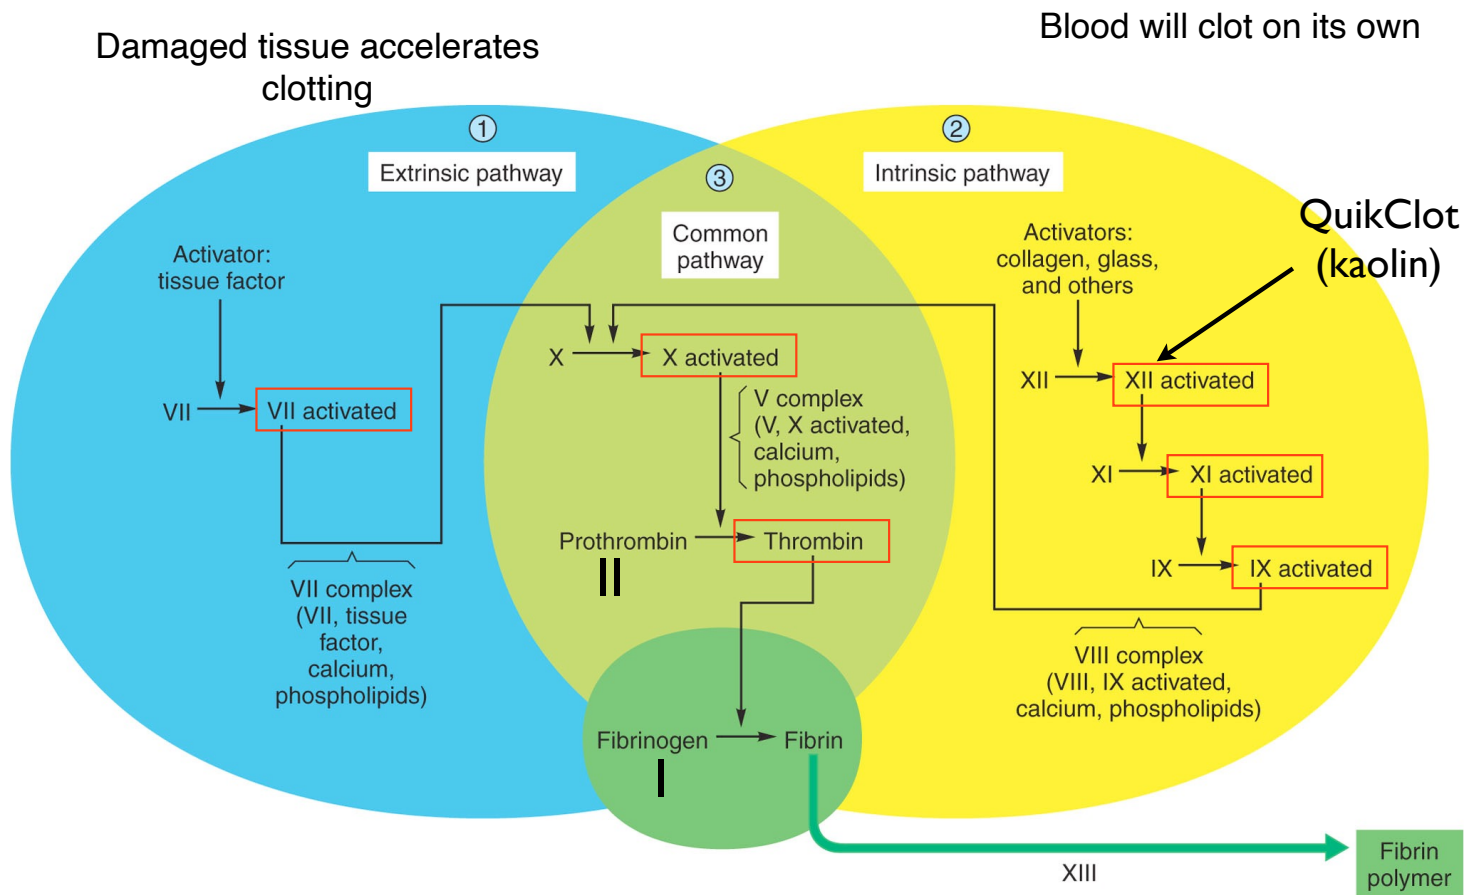 Damaged tissue accelerates
clotting
Blood will clot on its own
1
Extrinsic pathway
Activator:
tissue factor
VII
VII activated
VII complex
(VII, tissue
factor,
calcium,
phospholipids)
3
Common
pathway
X
X activated
V complex
(V, X activated,
calcium,
phospholipids)
Prothrombin
Thrombin
II
Fibrinogen
Fibrin
I
2
Intrinsic pathway
Activators:
collagen, glass,
and others
QuikClot
(kaolin)
XII
XII activated
XI
XI activated
IX
IX activated
VIII complex
(VIII, IX activated,
calcium, phospholipids)
XIII
Fibrin
polymer